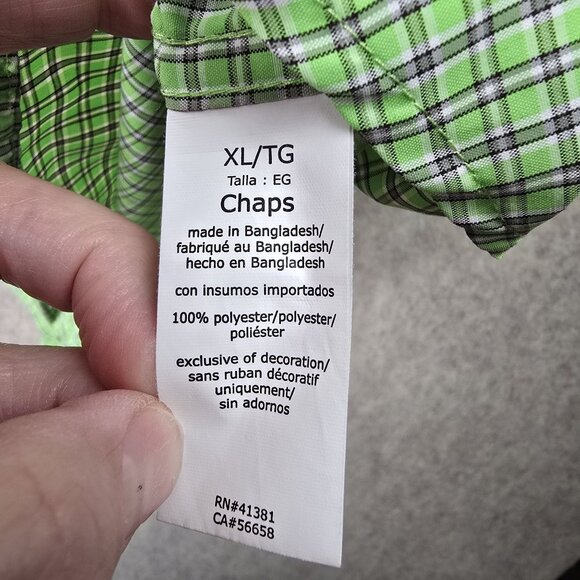 XL/TG
Talla : EG
Chaps
made in Bangladesh/
fabriqué au Bangladesh/
hecho en Bangladesh
con insumos importados
100% polyester/polyester/
poliéster
exclusive of decoration/
sans ruban décoratif
uniquement/
sin adornos
RN#41381
CA#56658